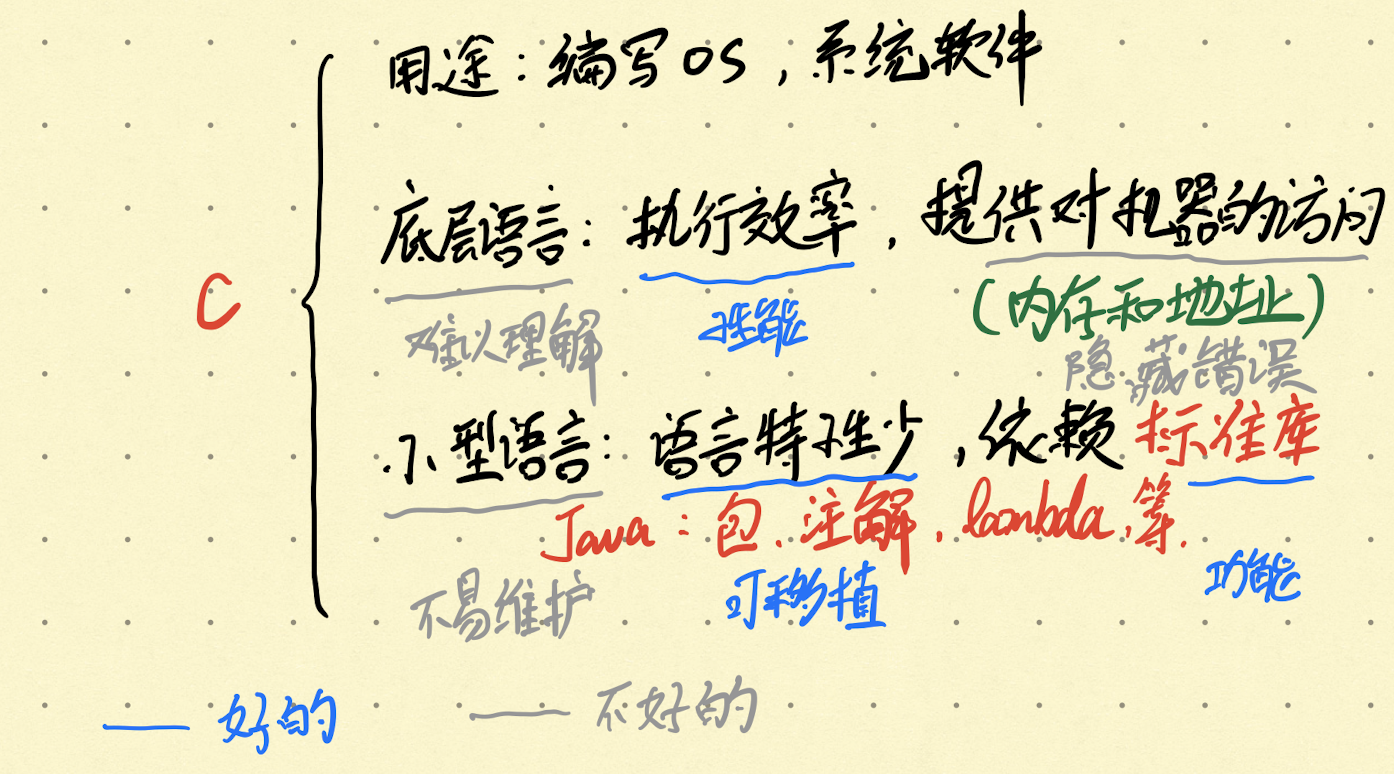 用途：编写OS，系统软件
底层语言：执行效率，提供对机器的访问
C
(内存和地址)
难以理解 性能
隐藏错误
小型语言：语言特性少，依赖标准库
Java：包、注解，lambda，等.
不易维护 可移植 功能
—— 好的 —— 不好的